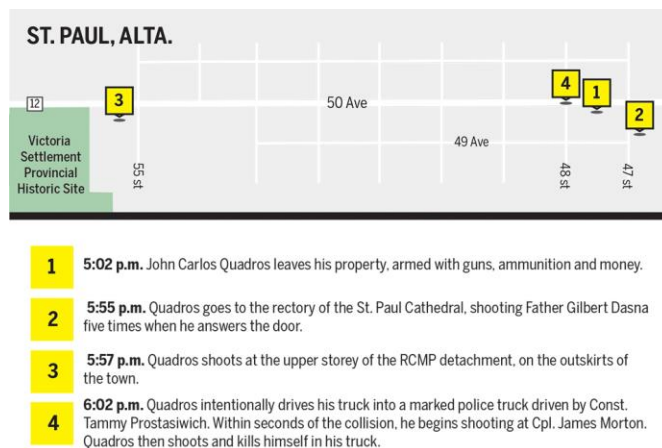 ST. PAUL, ALTA.
4
1
12
3
50 Ave
2
Victoria
Settlement
Provincial
Historic Site
49 Ave
55 st
48 st
47 st
1
5:02 p.m. John Carlos Quadros leaves his property, armed with guns, ammunition and money.
2
5:55 p.m. Quadros goes to the rectory of the St. Paul Cathedral, shooting Father Gilbert Dasna
five times when he answers the door.
3
5:57 p.m. Quadros shoots at the upper storey of the RCMP detachment, on the outskirts of
the town.
4
6:02 p.m. Quadros intentionally drives his truck into a marked police truck driven by Const.
Tammy Prostasiwich. Within seconds of the collision, he begins shooting at Cpl. James Morton.
Quadros then shoots and kills himself in his truck.